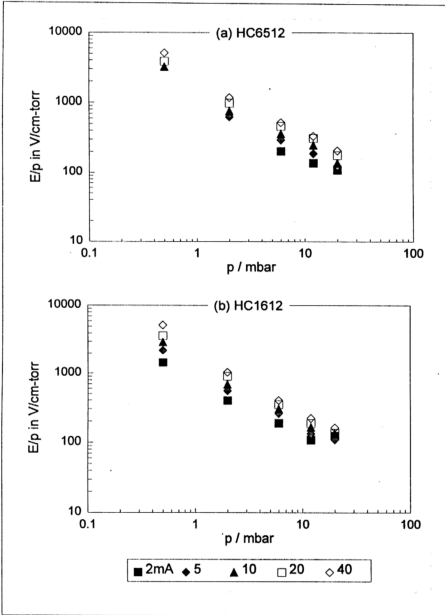 (a) HC6512
10000
1000
100
10
E/p in V/cm-torr
0.1 1 10 100
p / mbar
(b) HC1612
10000
1000
100
10
E/p in V/cm-torr
0.1 1 10 100
p / mbar
2mA 5 10 20 40